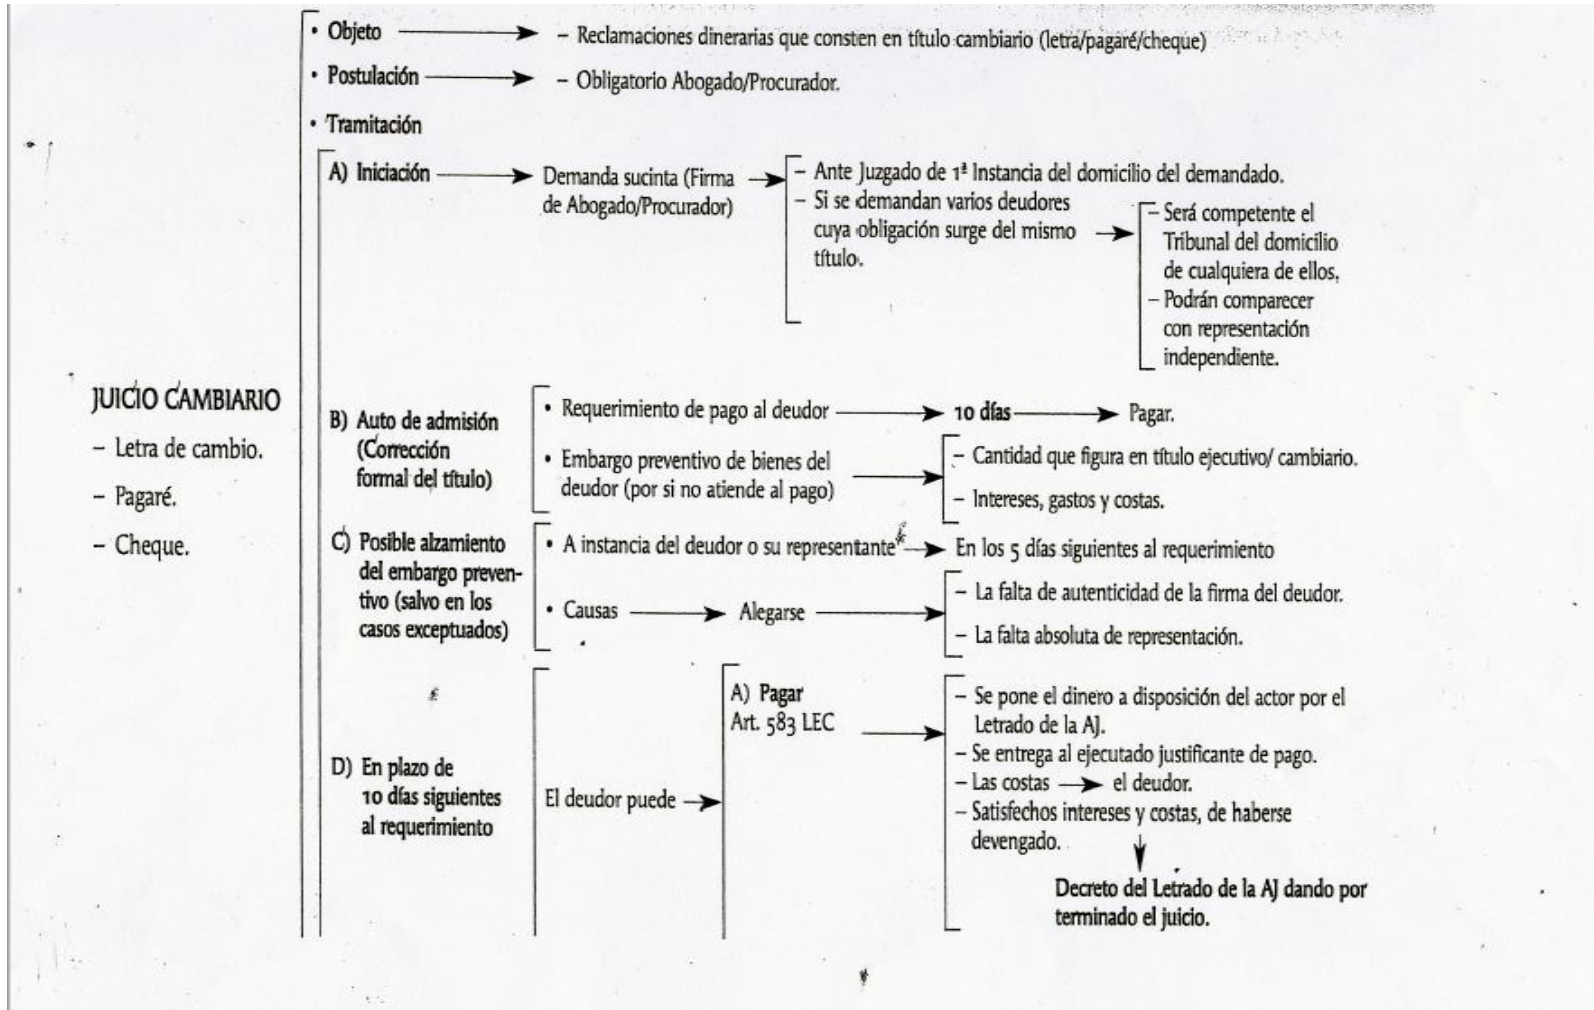 • Objeto
– Reclamaciones dinerarias que consten en título cambiario (letra/pagaré/cheque)
• Postulación
– Obligatorio Abogado/Procurador.
• Tramitación
A) Iniciación
Demanda sucinta (Firma
de Abogado/Procurador)
– Ante Juzgado de 1ª Instancia del domicilio del demandado.
– Si se demandan varios deudores
cuya obligación surge del mismo
título.
– Será competente el
Tribunal del domicilio
de cualquiera de ellos.
– Podrán comparecer
con representación
independiente.
JUICIO CAMBIARIO
– Letra de cambio.
– Pagaré.
– Cheque.
B) Auto de admisión
(Corrección
formal del título)
• Requerimiento de pago al deudor
10 días
Pagar.
• Embargo preventivo de bienes del
deudor (por si no atiende al pago)
– Cantidad que figura en título ejecutivo/ cambiario.
– Intereses, gastos y costas.
C) Posible alzamiento
del embargo preven-
tivo (salvo en los
casos exceptuados)
• A instancia del deudor o su representante
En los 5 días siguientes al requerimiento
• Causas
Alegarse
– La falta de autenticidad de la firma del deudor.
– La falta absoluta de representación.
D) En plazo de
10 días siguientes
al requerimiento
El deudor puede
A) Pagar
Art. 583 LEC
– Se pone el dinero a disposición del actor por el
Letrado de la AJ.
– Se entrega al ejecutado justificante de pago.
– Las costas
el deudor.
– Satisfechos intereses y costas, de haberse
devengado.
Decreto del Letrado de la AJ dando por
terminado el juicio.